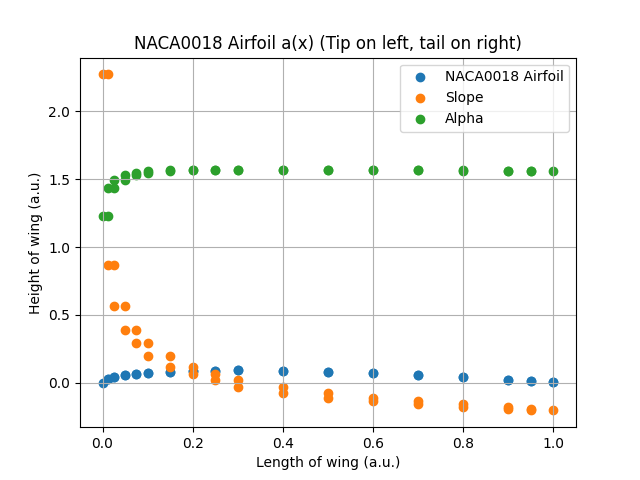 NACA0018 Airfoil a(x) (Tip on left, tail on right)
NACA0018 Airfoil
Slope
Alpha
Height of wing (a.u.)
2.0
1.5
1.0
0.5
0.0
0.0 0.2 0.4 0.6 0.8 1.0
Length of wing (a.u.)